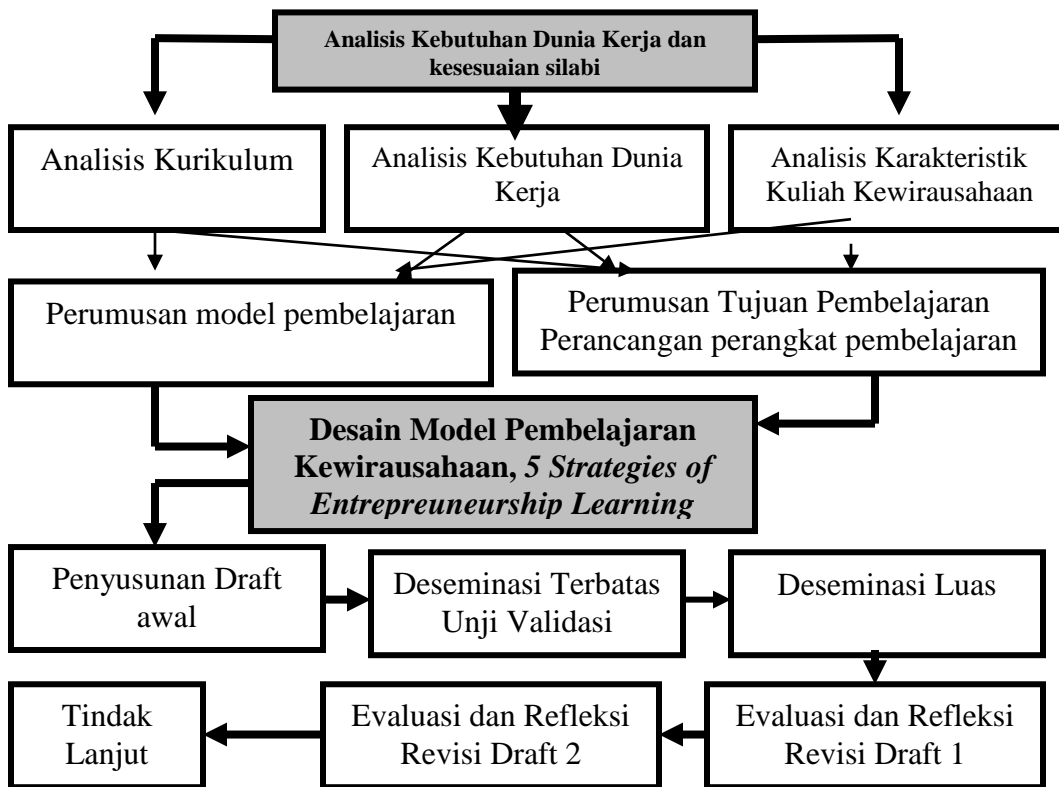 Analisis Kebutuhan Dunia Kerja dan
kesesuaian silabi
Analisis Kurikulum
Analisis Kebutuhan Dunia
Kerja
Analisis Karakteristik
Kuliah Kewirausahaan
Perumusan model pembelajaran
Perumusan Tujuan Pembelajaran
Perancangan perangkat pembelajaran
Desain Model Pembelajaran
Kewirausahaan, 5 Strategies of
Entrepreuneurship Learning
Penyusunan Draft
awal
Deseminasi Terbatas
Unji Validasi
Deseminasi Luas
Tindak
Lanjut
Evaluasi dan Refleksi
Revisi Draft 2
Evaluasi dan Refleksi
Revisi Draft 1